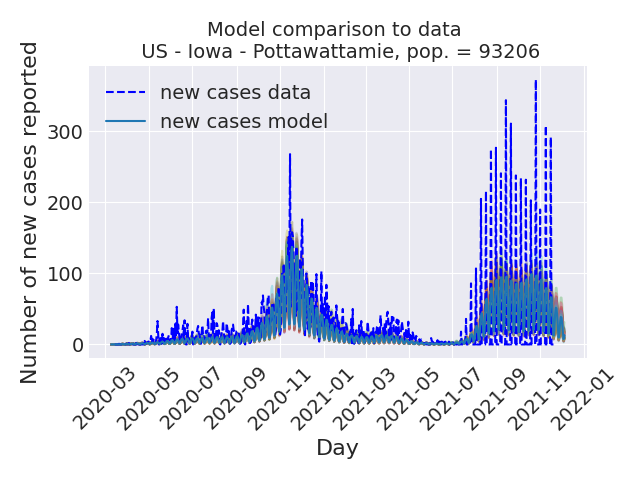 Model comparison to data
US - Iowa - Pottawattamie, pop. = 93206
Number of new cases reported
new cases data
new cases model
300
200
100
0
2020-03
2020-05
2020-07
2020-09
2020-11
2021-01
2021-03
2021-05
2021-07
2021-09
2021-11
2022-01
Day